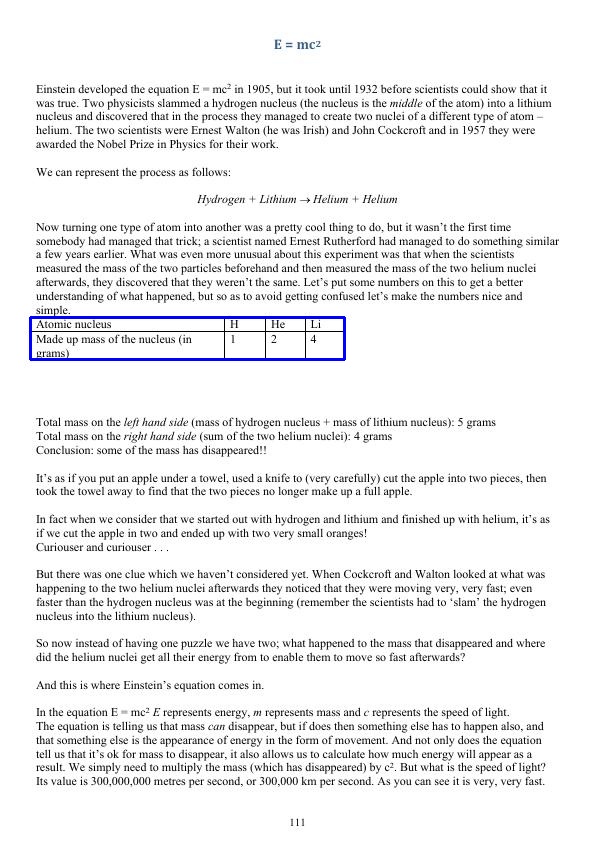 E = mc²
Einstein developed the equation E = mc² in 1905, but it took until 1932 before scientists could show that it
was true. Two physicists slammed a hydrogen nucleus (the nucleus is the middle of the atom) into a lithium
nucleus and discovered that in the process they managed to create two nuclei of a different type of atom –
helium. The two scientists were Ernest Walton (he was Irish) and John Cockcroft and in 1957 they were
awarded the Nobel Prize in Physics for their work.
We can represent the process as follows:
Hydrogen + Lithium → Helium + Helium
Now turning one type of atom into another was a pretty cool thing to do, but it wasn't the first time
somebody had managed that trick; a scientist named Ernest Rutherford had managed to do something similar
a few years earlier. What was even more unusual about this experiment was that when the scientists
measured the mass of the two particles beforehand and then measured the mass of the two helium nuclei
afterwards, they discovered that they weren't the same. Let's put some numbers on this to get a better
understanding of what happened, but so as to avoid getting confused let's make the numbers nice and
simple.
Atomic nucleus H He Li
Made up mass of the nucleus (in 1 2 4
grams)
Total mass on the left hand side (mass of hydrogen nucleus + mass of lithium nucleus): 5 grams
Total mass on the right hand side (sum of the two helium nuclei): 4 grams
Conclusion: some of the mass has disappeared!!
It's as if you put an apple under a towel, used a knife to (very carefully) cut the apple into two pieces, then
took the towel away to find that the two pieces no longer make up a full apple.
In fact when we consider that we started out with hydrogen and lithium and finished up with helium, it's as
if we cut the apple in two and ended up with two very small oranges!
Curiouser and curiouser . . .
But there was one clue which we haven't considered yet. When Cockcroft and Walton looked at what was
happening to the two helium nuclei afterwards they noticed that they were moving very, very fast; even
faster than the hydrogen nucleus was at the beginning (remember the scientists had to 'slam' the hydrogen
nucleus into the lithium nucleus).
So now instead of having one puzzle we have two; what happened to the mass that disappeared and where
did the helium nuclei get all their energy from to enable them to move so fast afterwards?
And this is where Einstein's equation comes in.
In the equation E = mc² E represents energy, m represents mass and c represents the speed of light.
The equation is telling us that mass can disappear, but if does then something else has to happen also, and
that something else is the appearance of energy in the form of movement. And not only does the equation
tell us that it's ok for mass to disappear, it also allows us to calculate how much energy will appear as a
result. We simply need to multiply the mass (which has disappeared) by c². But what is the speed of light?
Its value is 300,000,000 metres per second, or 300,000 km per second. As you can see it is very, very fast.
111